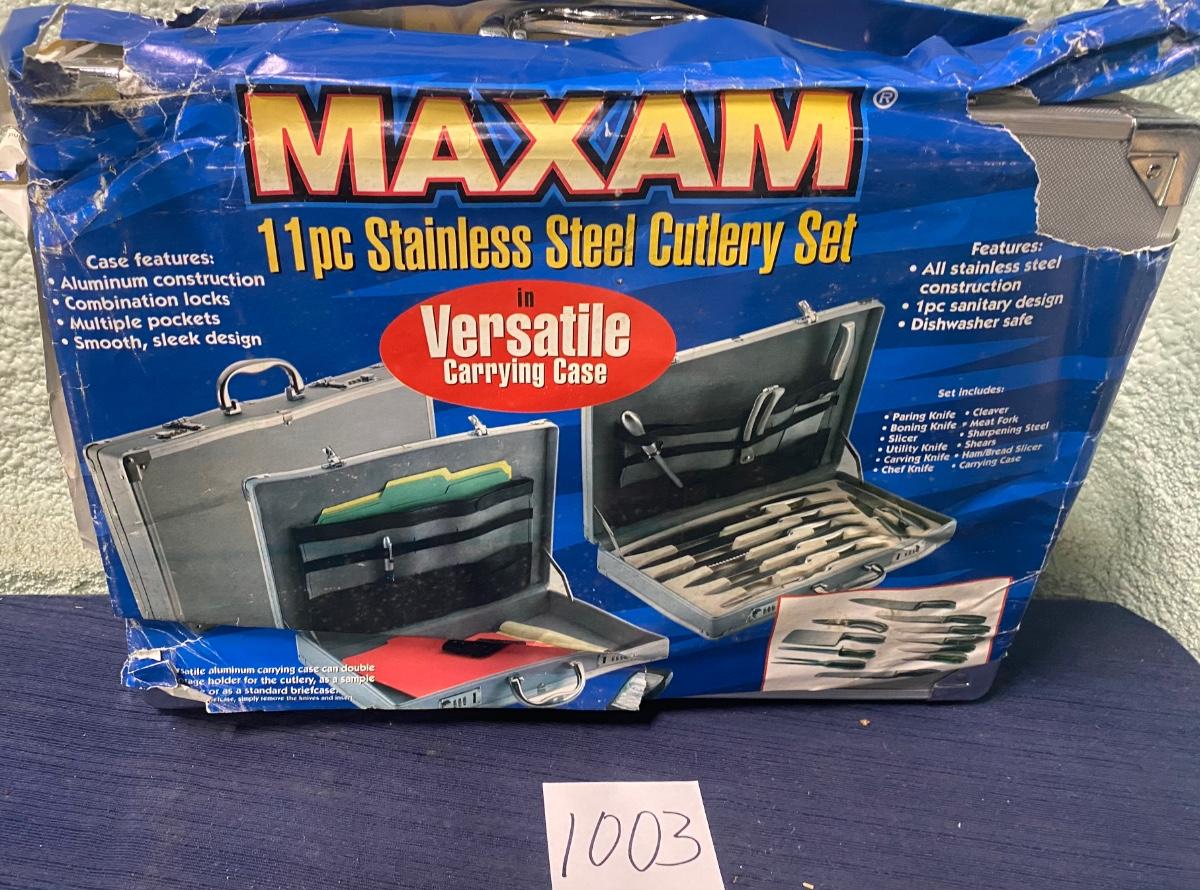 MAXAM®
11pc Stainless Steel Cutlery Set
in
Versatile
Carrying Case
Case features:
• Aluminum construction
• Combination locks
• Multiple pockets
• Smooth, sleek design
Features:
• All stainless steel
construction
• 1pc sanitary design
• Dishwasher safe
Set includes:
• Paring Knife
• Boning Knife
• Slicer
• Utility Knife
• Carving Knife
• Chef Knife
• Cleaver
• Meat Fork
• Sharpening Steel
• Shears
• Ham/Bread Slicer
• Carrying Case
satile aluminum carrying case can double
age holder for the cutlery, as a sample
or as a standard briefcase.
simply remove the knives and insert
1003